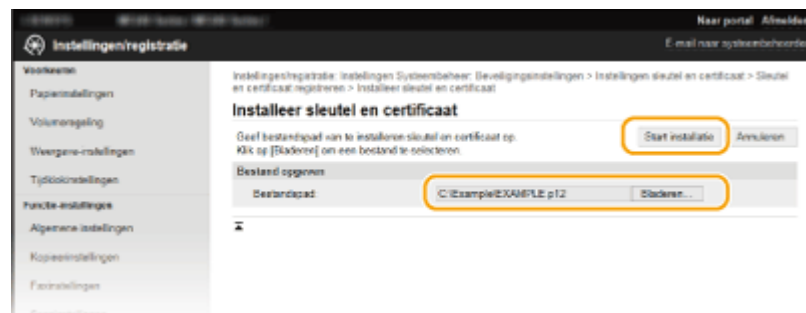 Naar portal Afmelden
Instellingen/registratie
E-mail naar systeembeheerder
Voorkeuren
Papierinstellingen
Volumeregeling
Weergave-instellingen
Tijdklokinstellingen
Functie-instellingen
Algemene instellingen
Kopieerinstellingen
Faxinstellingen
Instellingen/registratie: Instellingen Systeembeheer: Beveiligingsinstellingen > Instellingen sleutel en certificaat > Sleutel
en certificaat registreren > Installeer sleutel en certificaat
Installeer sleutel en certificaat
Geef bestandspad van te installeren sleutel en certificaat op.
Klik op [Bladeren] om een bestand te selecteren.
Start installatie Annuleren
Bestand opgeven
Bestandspad: C:\Example\EXAMPLE.p12 Bladeren...